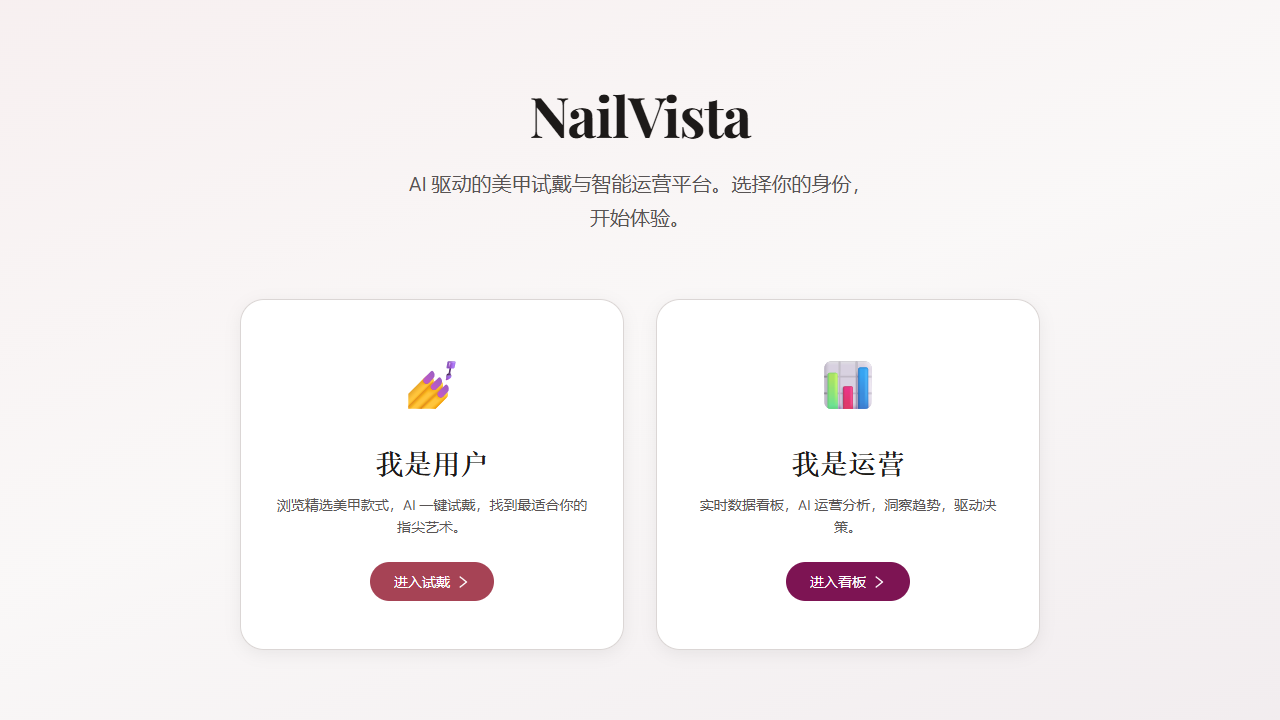 NailVista
AI 驱动的美甲试戴与智能运营平台。选择你的身份，
开始体验。
我是用户
浏览精选美甲款式，AI 一键试戴，找到最适合你的
指尖艺术。
进入试戴
我是运营
实时数据看板，AI 运营分析，洞察趋势，驱动决
策。
进入看板